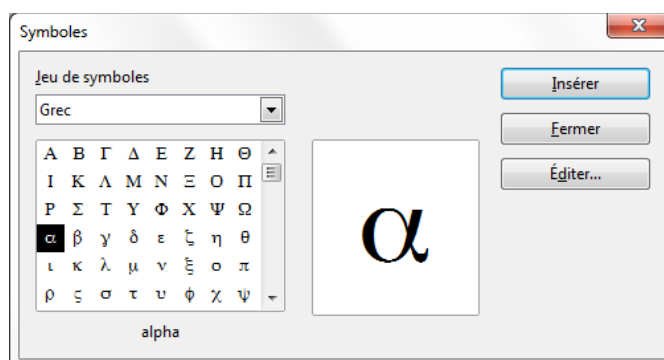 Symboles
Jeu de symboles
Grec
Α Β Γ Δ Ε Ζ Η Θ
Ι Κ Λ Μ Ν Ξ Ο Π
Ρ Σ Τ Υ Φ Χ Ψ Ω
α β γ δ ε ζ η θ
ι κ λ μ ν ξ ο π
ρ ς σ τ υ ϕ χ ψ
alpha
α
Insérer
Fermer
Éditer...